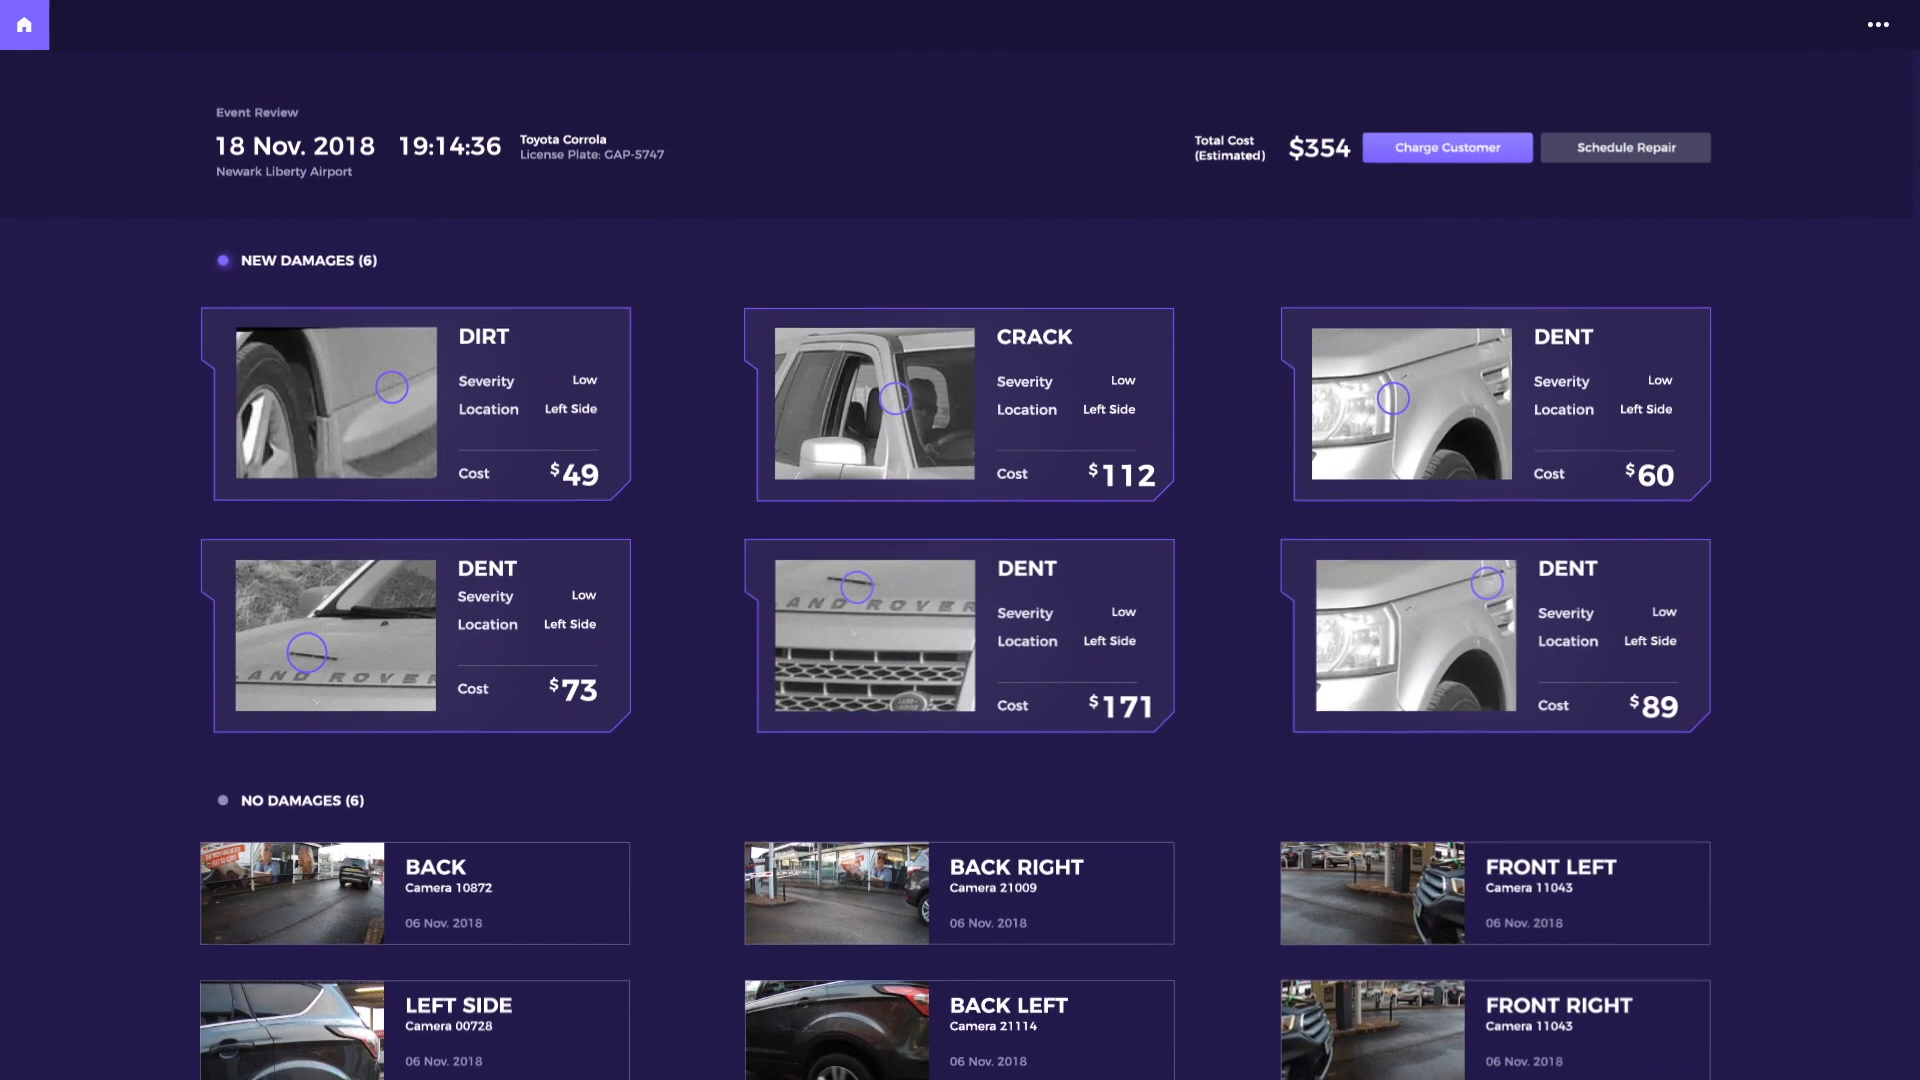 Event Review
18 Nov. 2018 19:14:36
Toyota Corrola
License Plate: GAP-5747
Newark Liberty Airport
Total Cost
(Estimated)
$354
Charge Customer
Schedule Repair
NEW DAMAGES (6)
DIRT
Severity Low
Location Left Side
Cost $49
CRACK
Severity Low
Location Left Side
Cost $112
DENT
Severity Low
Location Left Side
Cost $60
DENT
Severity Low
Location Left Side
Cost $73
AND ROVER
DENT
Severity Low
Location Left Side
Cost $171
AND ROVER
DENT
Severity Low
Location Left Side
Cost $89
NO DAMAGES (6)
BACK
Camera 10872
06 Nov. 2018
BACK RIGHT
Camera 21009
06 Nov. 2018
FRONT LEFT
Camera 11043
06 Nov. 2018
LEFT SIDE
Camera 00728
06 Nov. 2018
BACK LEFT
Camera 21114
06 Nov. 2018
FRONT RIGHT
Camera 11043
06 Nov. 2018